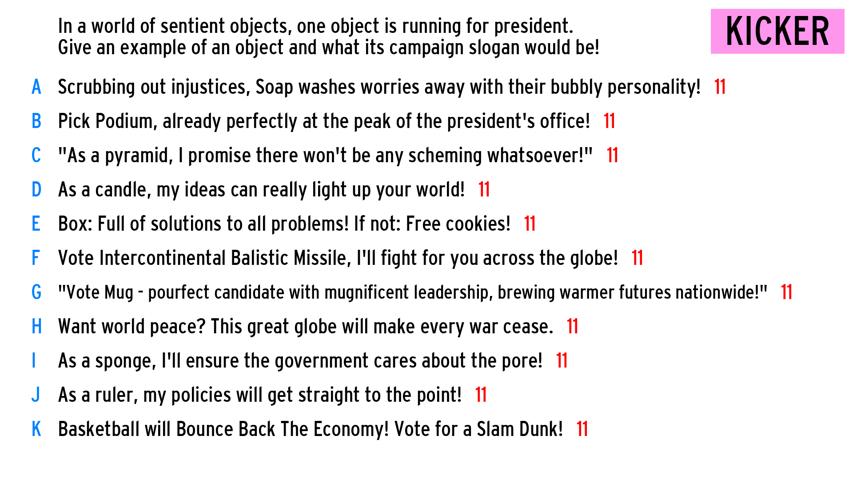 In a world of sentient objects, one object is running for president.
Give an example of an object and what its campaign slogan would be!
KICKER
A Scrubbing out injustices, Soap washes worries away with their bubbly personality! 11
B Pick Podium, already perfectly at the peak of the president's office! 11
C "As a pyramid, I promise there won't be any scheming whatsoever!" 11
D As a candle, my ideas can really light up your world! 11
E Box: Full of solutions to all problems! If not: Free cookies! 11
F Vote Intercontinental Balistic Missile, I'll fight for you across the globe! 11
G "Vote Mug - pourfect candidate with mugnificent leadership, brewing warmer futures nationwide!" 11
H Want world peace? This great globe will make every war cease. 11
I As a sponge, I'll ensure the government cares about the pore! 11
J As a ruler, my policies will get straight to the point! 11
K Basketball will Bounce Back The Economy! Vote for a Slam Dunk! 11